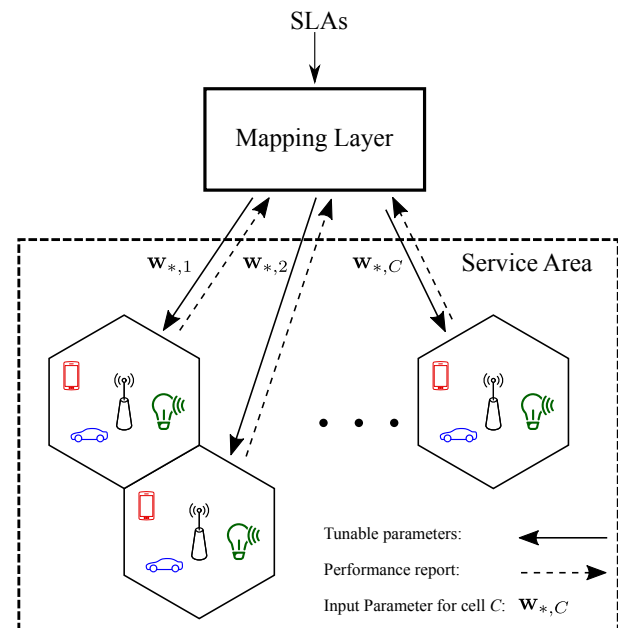 SLAs
Mapping Layer
w*,1 w*,2 w*,C Service Area
Tunable parameters:
Performance report:
Input Parameter for cell C: w*,C